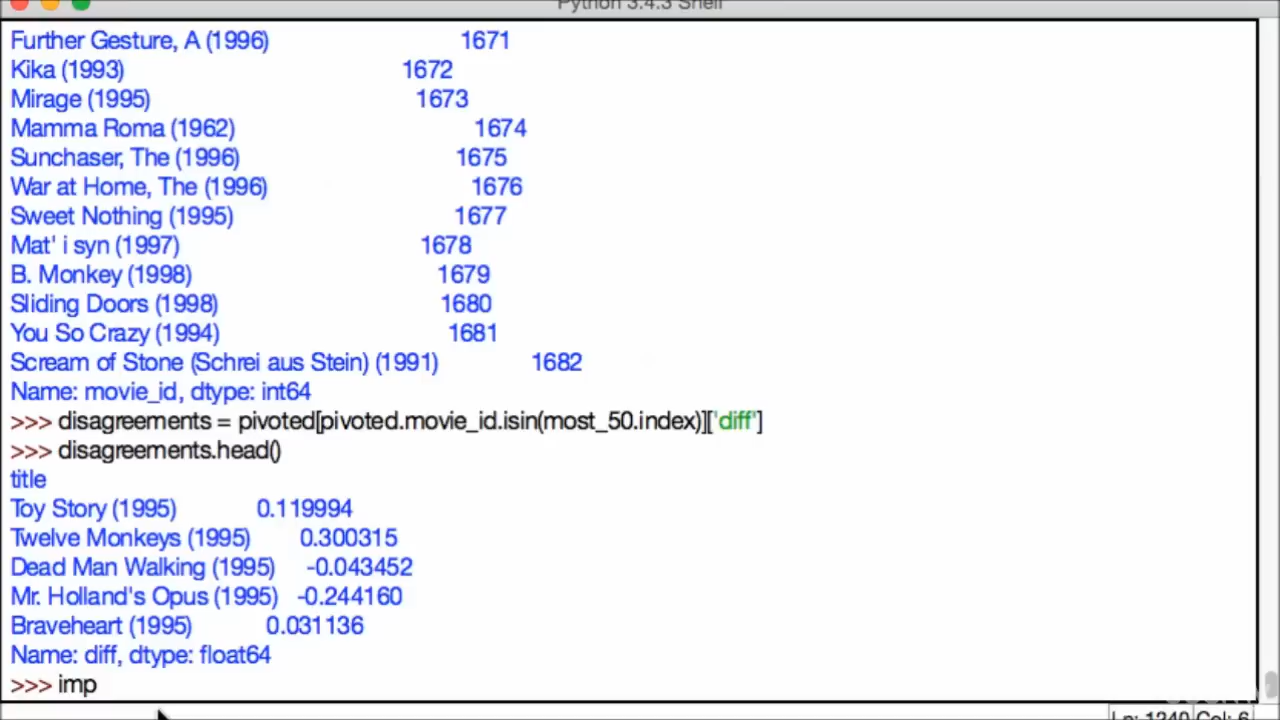 Python 3.4.3 Shell
Further Gesture, A (1996) 1671
Kika (1993) 1672
Mirage (1995) 1673
Mamma Roma (1962) 1674
Sunchaser, The (1996) 1675
War at Home, The (1996) 1676
Sweet Nothing (1995) 1677
Mat' i syn (1997) 1678
B. Monkey (1998) 1679
Sliding Doors (1998) 1680
You So Crazy (1994) 1681
Scream of Stone (Schrei aus Stein) (1991) 1682
Name: movie_id, dtype: int64
>>> disagreements = pivoted[pivoted.movie_id.isin(most_50.index)]['diff']
>>> disagreements.head()
title
Toy Story (1995) 0.119994
Twelve Monkeys (1995) 0.300315
Dead Man Walking (1995) -0.043452
Mr. Holland's Opus (1995) -0.244160
Braveheart (1995) 0.031136
Name: diff, dtype: float64
>>> imp
Ln: 1240 Col: 6